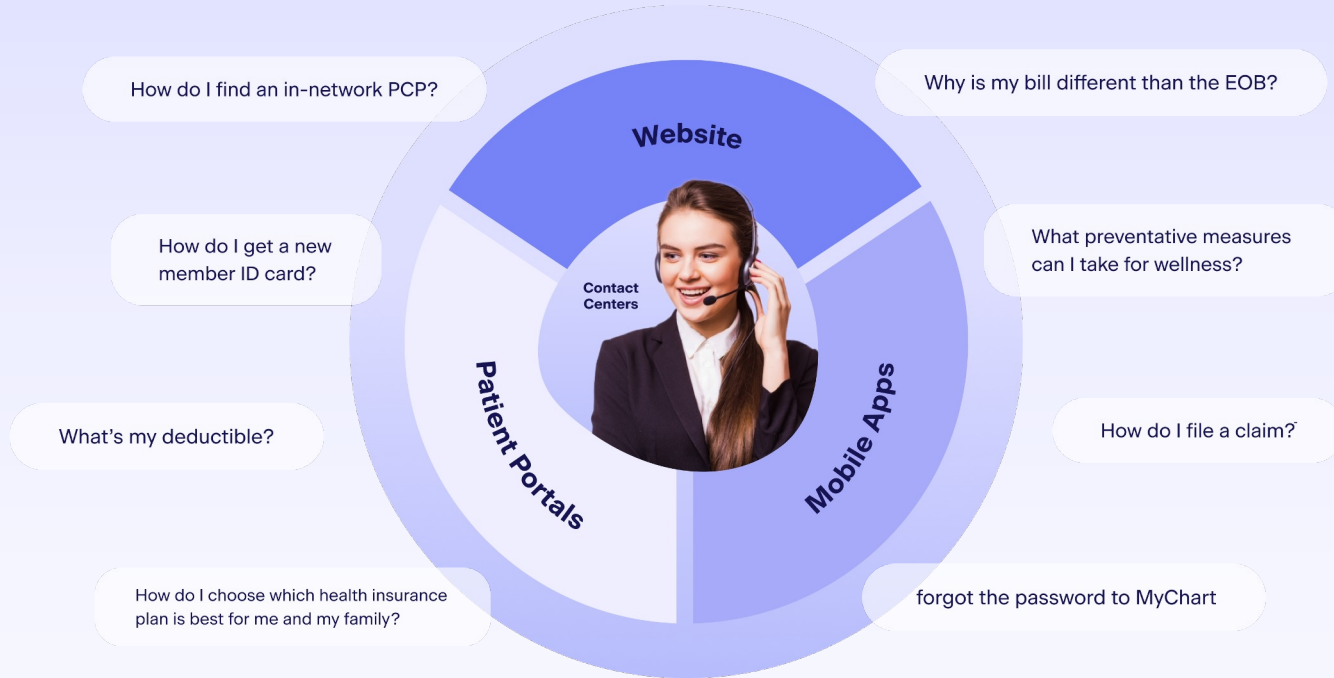 How do I find an in-network PCP?
Why is my bill different than the EOB?
Website
How do I get a new
member ID card?
What preventative measures
can I take for wellness?
Contact
Centers
Patient Portals
Mobile Apps
What's my deductible?
How do I file a claim?
How do I choose which health insurance
plan is best for me and my family?
forgot the password to MyChart